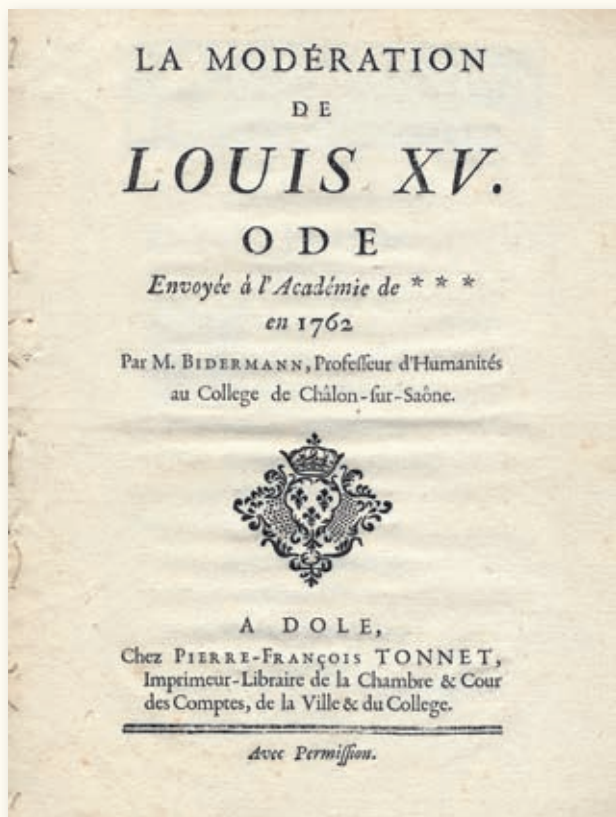 LA MODÉRATION
DE
LOUIS XV.
ODE
Envoyée à l'Académie de * * *
en 1762
Par M. BIDERMANN, Professeur d'Humanités
au College de Châlon-sur-Saône.
A DOLE,
Chez PIERRE-FRANÇOIS TONNET,
Imprimeur-Libraire de la Chambre & Cour
des Comptes, de la Ville & du College.
Avec Permission.